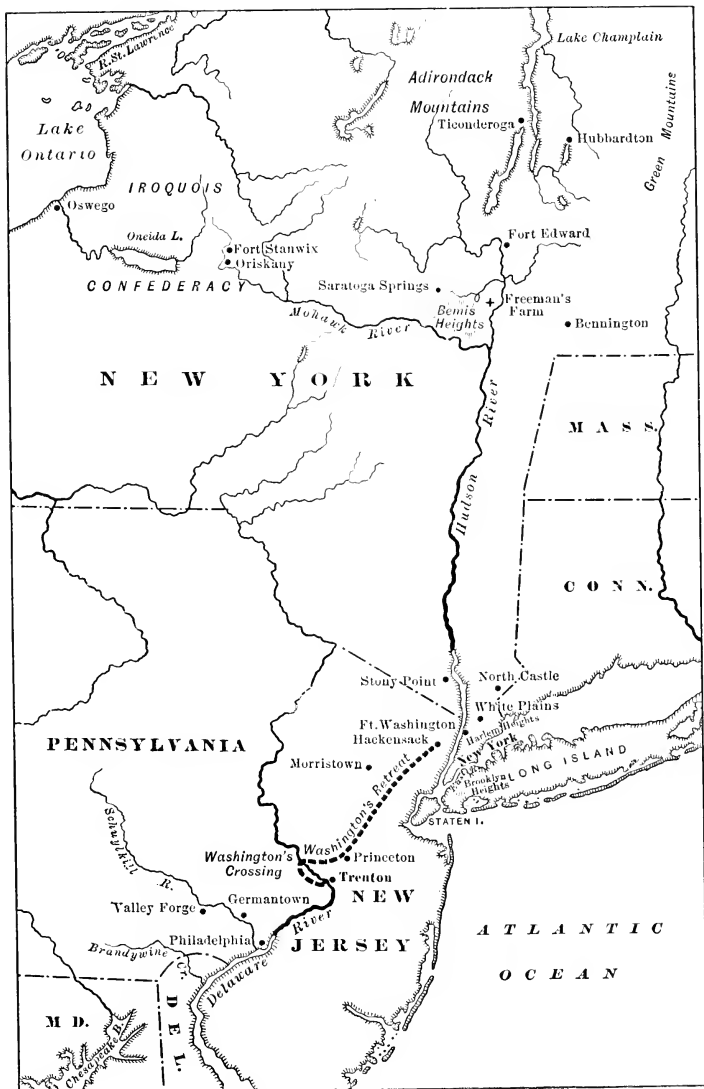 Lake Champlain
R. St. Lawrence
Adirondack
Mountains
Green Mountains
Lake
Ontario
Ticonderoga
Hubbardton
IROQUOIS
Oswego
Oneida L.
Fort Stanwix
Oriskany
Fort Edward
CONFEDERACY
Saratoga Springs
Bemis
Heights
Freeman's
Farm
Mohawk River
Bennington
NEW YORK
Hudson River
MASS.
CONN.
Stony Point
North Castle
White Plains
Ft. Washington
Harlem Heights
Hackensack
New York
PENNSYLVANIA
Morristown
Brooklyn
Heights
LONG ISLAND
STATEN I.
Washington's Retreat
Schuylkill R.
Washington's
Crossing
Princeton
Trenton
Valley Forge
Germantown
NEW
JERSEY
Philadelphia
Delaware River
Brandywine Cr.
ATLANTIC
OCEAN
MD.
DEL.
Chesapeake B.